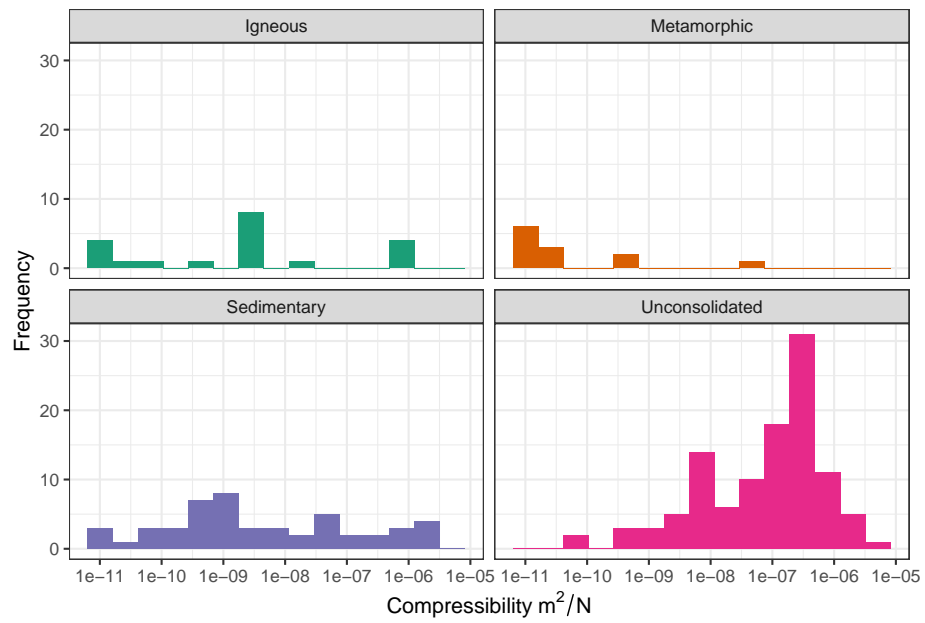 Igneous Metamorphic
30
20
10
0
Sedimentary Unconsolidated
30
20
10
0
1e−11 1e−10 1e−09 1e−08 1e−07 1e−06 1e−05 1e−11 1e−10 1e−09 1e−08 1e−07 1e−06 1e−05
Compressibility m²/N
Frequency